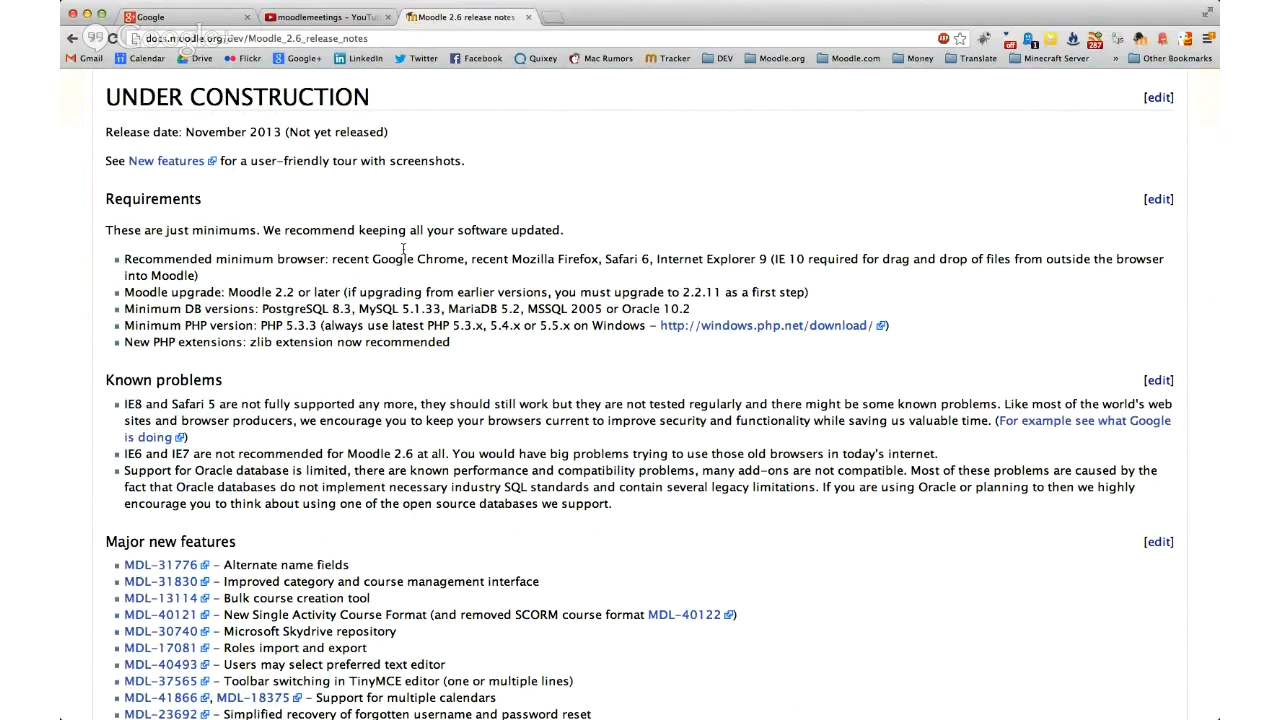 Google
moodlemeetings - YouTu
Moodle 2.6 release notes
docs.moodle.org/dev/Moodle_2.6_release_notes
Gmail Calendar Drive Flickr Google+ LinkedIn Twitter Facebook Quixey Mac Rumors Tracker DEV Moodle.org Moodle.com Money Translate Minecraft Server » Other Bookmarks
UNDER CONSTRUCTION [edit]
Release date: November 2013 (Not yet released)
See New features for a user-friendly tour with screenshots.
Requirements [edit]
These are just minimums. We recommend keeping all your software updated.
Recommended minimum browser: recent Google Chrome, recent Mozilla Firefox, Safari 6, Internet Explorer 9 (IE 10 required for drag and drop of files from outside the browser
into Moodle)
Moodle upgrade: Moodle 2.2 or later (if upgrading from earlier versions, you must upgrade to 2.2.11 as a first step)
Minimum DB versions: PostgreSQL 8.3, MySQL 5.1.33, MariaDB 5.2, MSSQL 2005 or Oracle 10.2
Minimum PHP version: PHP 5.3.3 (always use latest PHP 5.3.x, 5.4.x or 5.5.x on Windows - http://windows.php.net/download/)
New PHP extensions: zlib extension now recommended
Known problems [edit]
IE8 and Safari 5 are not fully supported any more, they should still work but they are not tested regularly and there might be some known problems. Like most of the world's web
sites and browser producers, we encourage you to keep your browsers current to improve security and functionality while saving us valuable time. (For example see what Google
is doing)
IE6 and IE7 are not recommended for Moodle 2.6 at all. You would have big problems trying to use those old browsers in today's internet.
Support for Oracle database is limited, there are known performance and compatibility problems, many add-ons are not compatible. Most of these problems are caused by the
fact that Oracle databases do not implement necessary industry SQL standards and contain several legacy limitations. If you are using Oracle or planning to then we highly
encourage you to think about using one of the open source databases we support.
Major new features [edit]
MDL-31776 - Alternate name fields
MDL-31830 - Improved category and course management interface
MDL-13114 - Bulk course creation tool
MDL-40121 - New Single Activity Course Format (and removed SCORM course format MDL-40122)
MDL-30740 - Microsoft Skydrive repository
MDL-17081 - Roles import and export
MDL-40493 - Users may select preferred text editor
MDL-37565 - Toolbar switching in TinyMCE editor (one or multiple lines)
MDL-41866, MDL-18375 - Support for multiple calendars
MDL-23692 - Simplified recovery of forgotten username and password reset